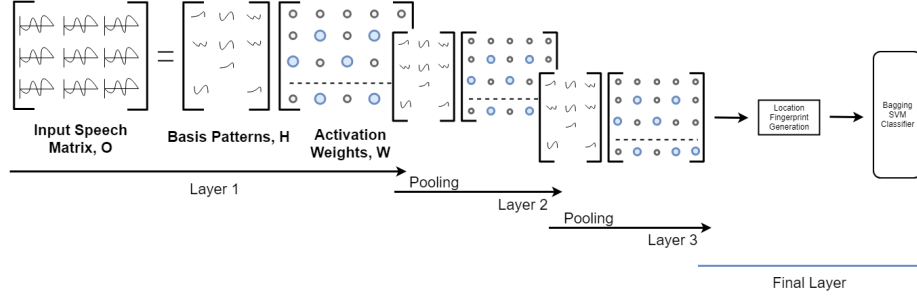 Input Speech
Matrix, O
Basis Patterns, H
Activation
Weights, W
Layer 1
Pooling
Layer 2
Pooling
Layer 3
Location
Fingerprint
Generation
Bagging
SVM
Classifier
Final Layer